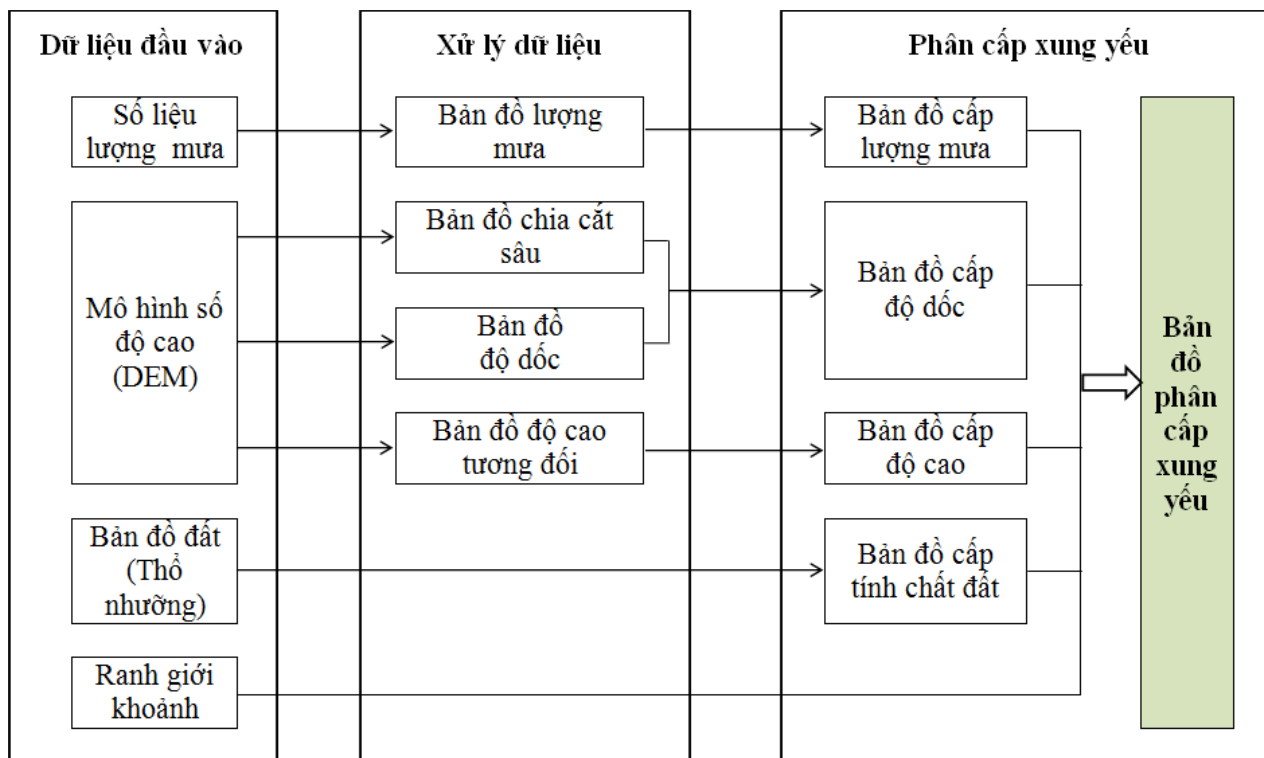 Dữ liệu đầu vào
Số liệu
lượng mưa
Mô hình số
độ cao
(DEM)
Bản đồ đất
(Thổ
nhưỡng)
Ranh giới
khoảnh
Xử lý dữ liệu
Bản đồ lượng
mưa
Bản đồ chia cắt
sâu
Bản đồ
độ dốc
Bản đồ độ cao
tương đối
Phân cấp xung yếu
Bản đồ cấp
lượng mưa
Bản đồ cấp
độ dốc
Bản đồ cấp
độ cao
Bản đồ cấp
tính chất đất
Bản
đồ
phân
cấp
xung
yếu